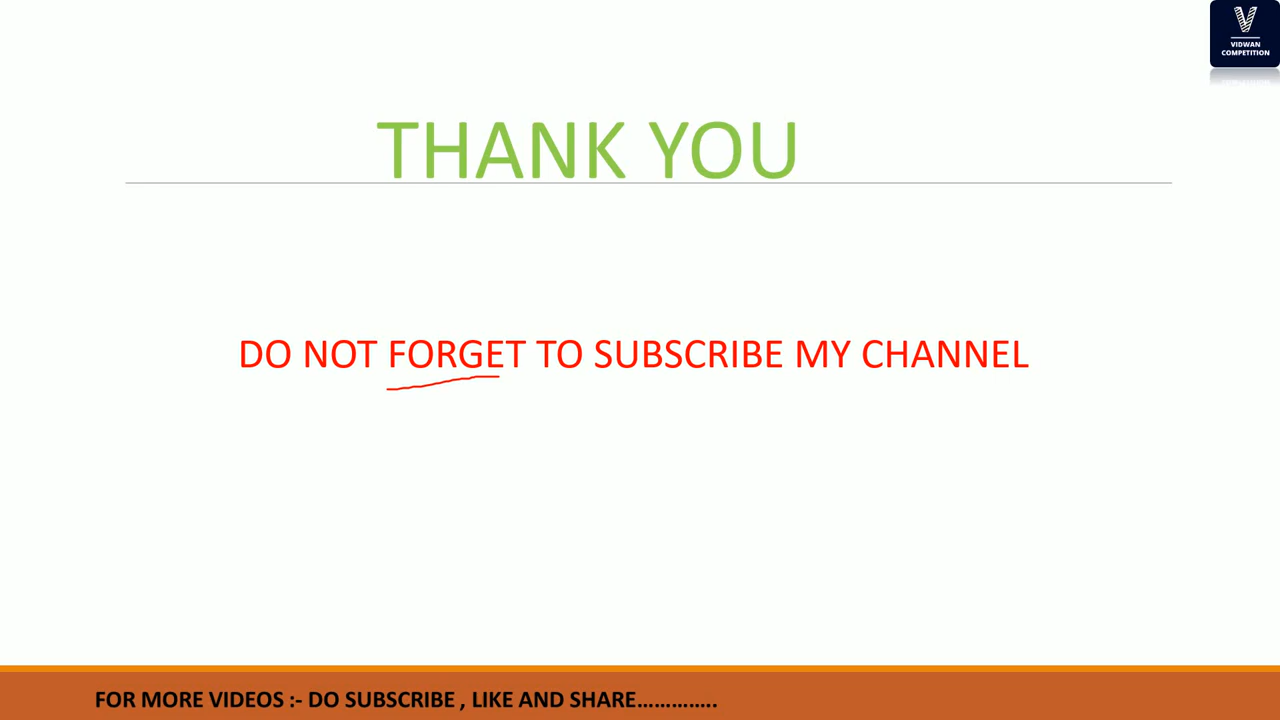 VIDWAN
COMPETITION
THANK YOU
DO NOT FORGET TO SUBSCRIBE MY CHANNEL
FOR MORE VIDEOS :- DO SUBSCRIBE , LIKE AND SHARE…………..